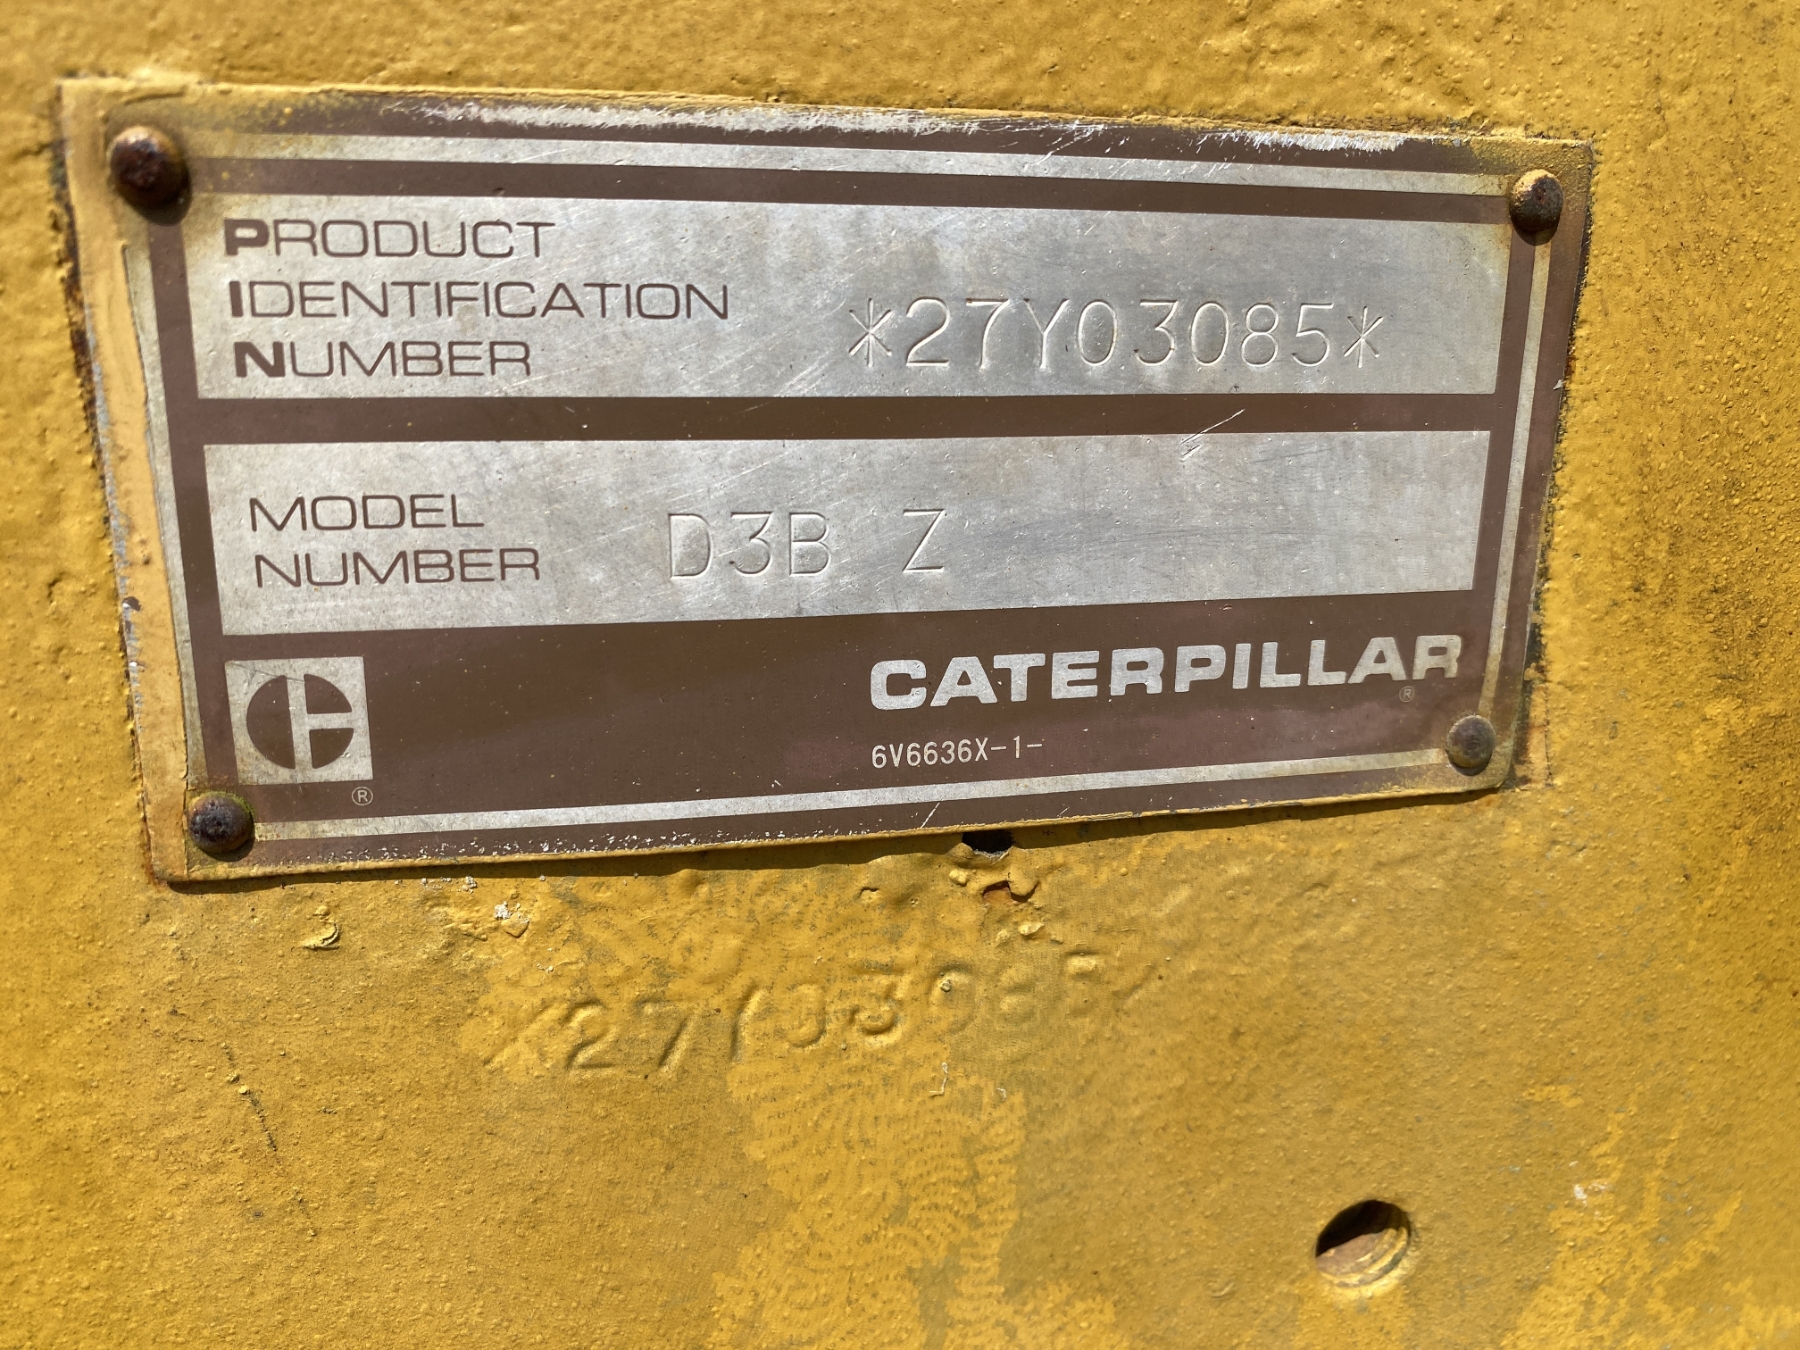 PRODUCT
IDENTIFICATION
NUMBER
*27Y03085*
MODEL
NUMBER
D3B Z
CATERPILLAR
®
6V6636X-1-
®